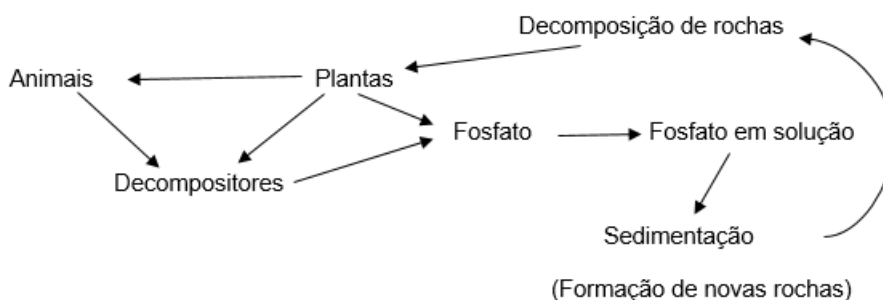 Decomposição de rochas
Animais
Plantas
Fosfato
Fosfato em solução
Decompositores
Sedimentação
(Formação de novas rochas)